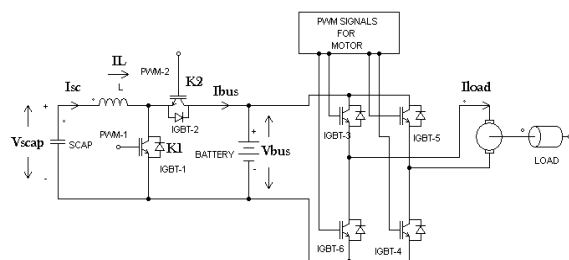 PWM SIGNALS
FOR
MOTOR
IL
K2
PWM-2
Isc
L
Ibus
Iload
IGBT-2
IGBT-3
IGBT-5
PWM-1
Vscap
SCAP
K1
BATTERY
Vbus
LOAD
IGBT-1
IGBT-6
IGBT-4